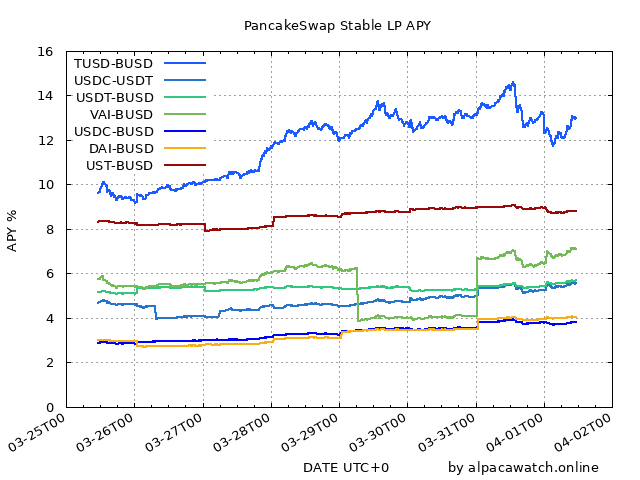 PancakeSwap Stable LP APY
16
14
12
10
8
6
4
2
0
APY %
TUSD-BUSD
USDC-USDT
USDT-BUSD
VAI-BUSD
USDC-BUSD
DAI-BUSD
UST-BUSD
03-25T00
03-26T00
03-27T00
03-28T00
03-29T00
03-30T00
03-31T00
04-01T00
04-02T00
DATE UTC+0
by alpacawatch.online